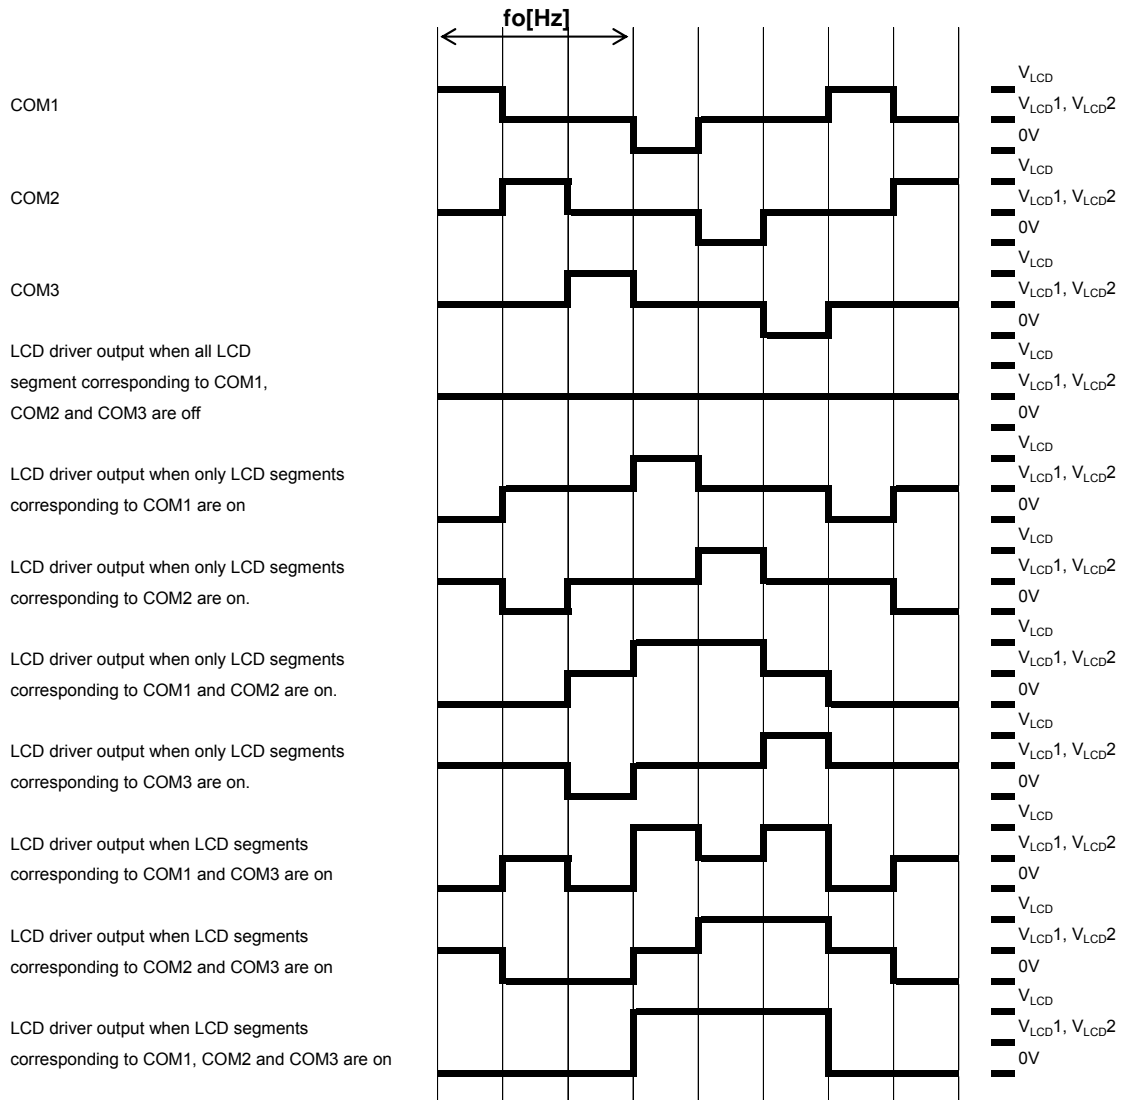 fo[Hz]
V_LCD
COM1
V_LCD1, V_LCD2
0V
V_LCD
COM2
V_LCD1, V_LCD2
0V
V_LCD
COM3
V_LCD1, V_LCD2
0V
LCD driver output when all LCD
V_LCD
segment corresponding to COM1,
V_LCD1, V_LCD2
COM2 and COM3 are off
0V
V_LCD
LCD driver output when only LCD segments
V_LCD1, V_LCD2
corresponding to COM1 are on
0V
V_LCD
LCD driver output when only LCD segments
V_LCD1, V_LCD2
corresponding to COM2 are on.
0V
V_LCD
LCD driver output when only LCD segments
V_LCD1, V_LCD2
corresponding to COM1 and COM2 are on.
0V
V_LCD
LCD driver output when only LCD segments
V_LCD1, V_LCD2
corresponding to COM3 are on.
0V
V_LCD
LCD driver output when LCD segments
V_LCD1, V_LCD2
corresponding to COM1 and COM3 are on
0V
V_LCD
LCD driver output when LCD segments
V_LCD1, V_LCD2
corresponding to COM2 and COM3 are on
0V
V_LCD
LCD driver output when LCD segments
V_LCD1, V_LCD2
corresponding to COM1, COM2 and COM3 are on
0V